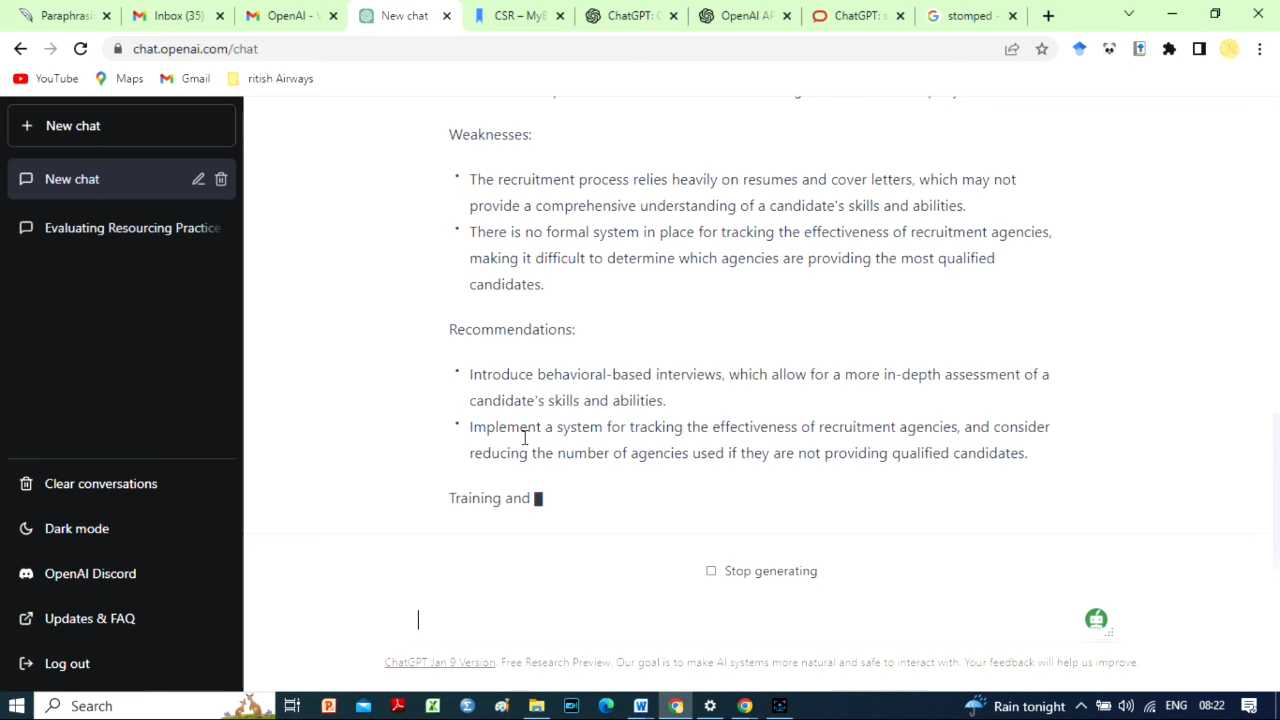 Paraphrasi
Inbox (35)
OpenAI -
New chat
CSR – MyE
ChatGPT: C
OpenAI AP
ChatGPT: s
stomped -
chat.openai.com/chat
YouTube
Maps
Gmail
ritish Airways
New chat
New chat
Evaluating Resourcing Practice
Clear conversations
Dark mode
OpenAI Discord
Updates & FAQ
Log out
Weaknesses:
• The recruitment process relies heavily on resumes and cover letters, which may not
provide a comprehensive understanding of a candidate's skills and abilities.
• There is no formal system in place for tracking the effectiveness of recruitment agencies,
making it difficult to determine which agencies are providing the most qualified
candidates.
Recommendations:
• Introduce behavioral-based interviews, which allow for a more in-depth assessment of a
candidate's skills and abilities.
• Implement a system for tracking the effectiveness of recruitment agencies, and consider
reducing the number of agencies used if they are not providing qualified candidates.
Training and
Stop generating
ChatGPT Jan 9 Version. Free Research Preview. Our goal is to make AI systems more natural and safe to interact with. Your feedback will help us improve.
Search
Rain tonight
ENG
08:22